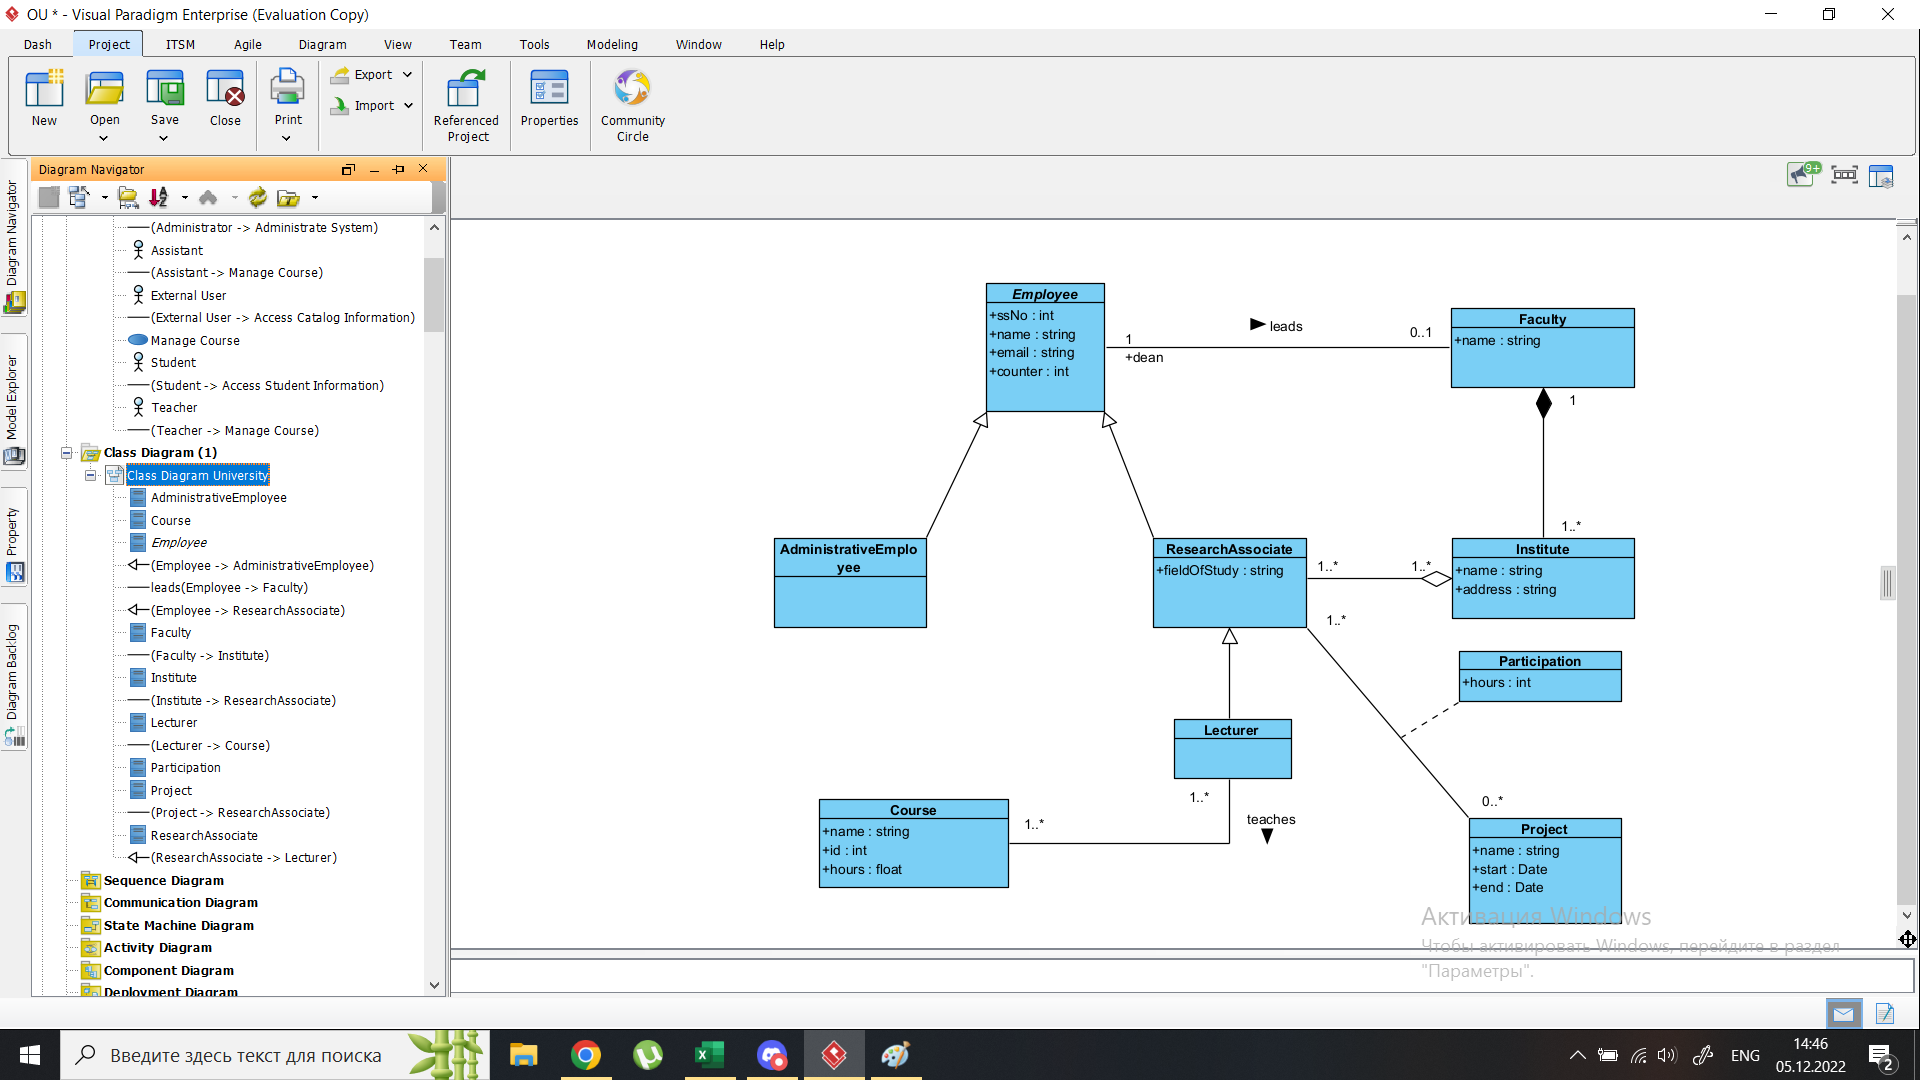 OU * - Visual Paradigm Enterprise (Evaluation Copy)
Dash Project ITSM Agile Diagram View Team Tools Modeling Window Help
New Open Save Close Print Export Import Referenced Project Properties Community Circle
Diagram Navigator
9+
Diagram Navigator
Model Explorer
Property
Diagram Backlog
(Administrator -> Administrate System)
Assistant
(Assistant -> Manage Course)
External User
(External User -> Access Catalog Information)
Manage Course
Student
(Student -> Access Student Information)
Teacher
(Teacher -> Manage Course)
Class Diagram (1)
Class Diagram University
AdministrativeEmployee
Course
Employee
(Employee -> AdministrativeEmployee)
leads(Employee -> Faculty)
(Employee -> ResearchAssociate)
Faculty
(Faculty -> Institute)
Institute
(Institute -> ResearchAssociate)
Lecturer
(Lecturer -> Course)
Participation
Project
(Project -> ResearchAssociate)
ResearchAssociate
(ResearchAssociate -> Lecturer)
Sequence Diagram
Communication Diagram
State Machine Diagram
Activity Diagram
Component Diagram
Deployment Diagram
Employee
+ssNo : int
+name : string
+email : string
+counter : int
1
+dean
leads
0..1
Faculty
+name : string
1
1..*
AdministrativeEmplo
yee
ResearchAssociate
+fieldOfStudy : string
1..*
1..*
Institute
+name : string
+address : string
1..*
Participation
+hours : int
Lecturer
1..*
teaches
Course
+name : string
+id : int
+hours : float
1..*
0..*
Project
+name : string
+start : Date
+end : Date
Активация Windows
Чтобы активировать Windows, перейдите в раздел
"Параметры".
Введите здесь текст для поиска
ENG
14:46
05.12.2022
2